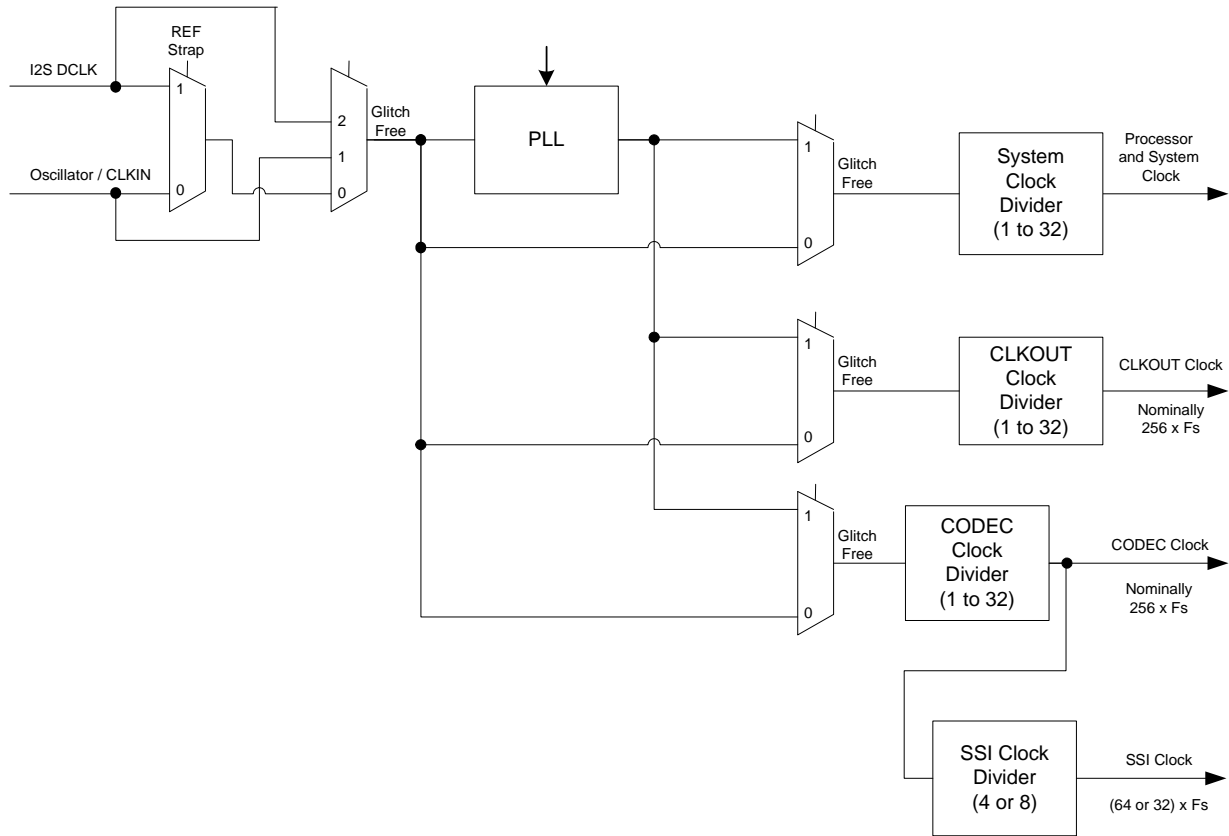 REF
Strap
I2S DCLK
1
Oscillator / CLKIN
0
2
1
0
Glitch
Free
PLL
1
0
Glitch
Free
System
Clock
Divider
(1 to 32)
Processor
and System
Clock
1
0
Glitch
Free
CLKOUT
Clock
Divider
(1 to 32)
CLKOUT Clock
Nominally
256 x Fs
1
0
Glitch
Free
CODEC
Clock
Divider
(1 to 32)
CODEC Clock
Nominally
256 x Fs
SSI Clock
Divider
(4 or 8)
SSI Clock
(64 or 32) x Fs